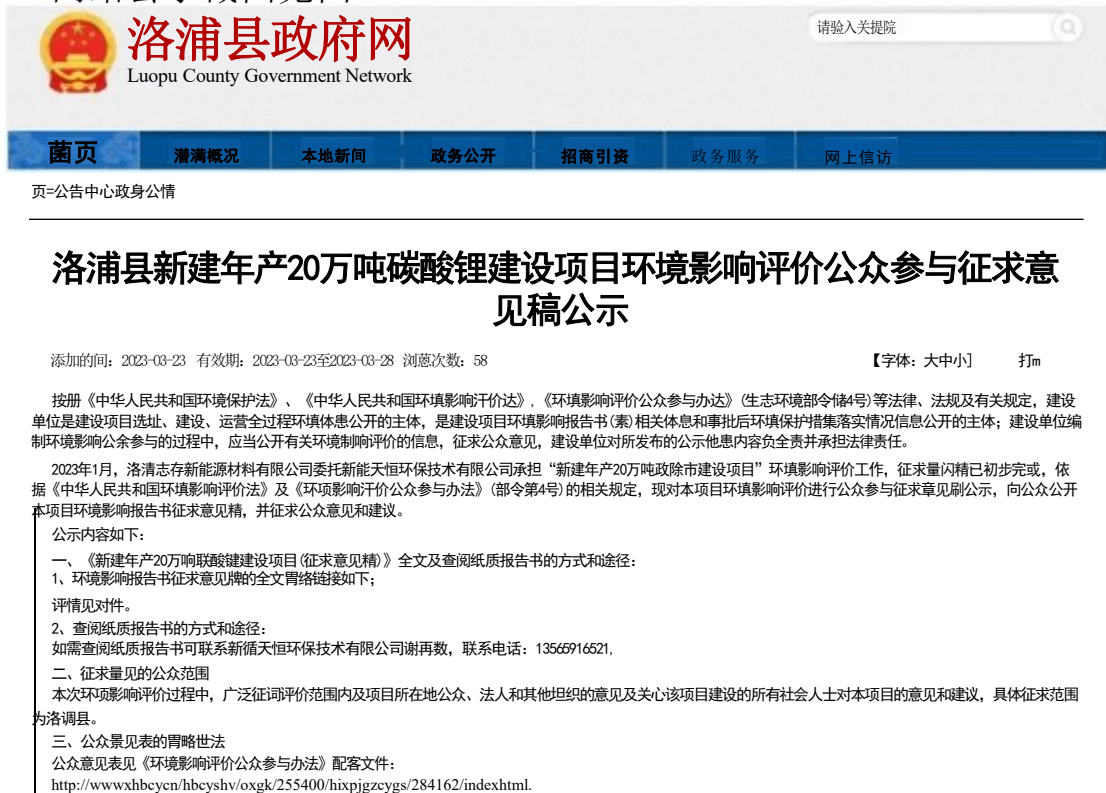 洛浦县政府网
请验入关提院
Luopu County Government Network
菌页 潜满概况 本地新闻 政务公开 招商引资 政务服务 网上信访
页=公告中心政身公情
洛浦县新建年产20万吨碳酸锂建设项目环境影响评价公众参与征求意
见稿公示
添加的间: 2023-03-23 有效期: 2023-03-23至2023-03-28 浏蒽次数: 58 【字体: 大中小] 打m
按册《中华人民共和国环境保护法》、《中华人民共和国环填影响汗价达》, 《环填影响评价公众参与办达》(生志环境部令储4号)等法律、法规及有关规定, 建设
单位是建设项目选址、建设、运营全过程环填体患公开的主体, 是建设项目环填影响报告书(素)相关体息和事批后环填保护措集落实情况信息公开的主体; 建设单位编
制环境影响公余参与的过程中, 应当公开有关环境制响评价的信息, 征求公众意见, 建设单位对所发布的公示他患内容负全责并承担法律责任。
2023年1月, 洛清志存新能源材料有限公司委托新能天恒环保技术有限公司承担“新建年产20万吨政除市建设项目”环填影响评价工作, 征求量闪精已初步完或, 依
据《中华人民共和国环填影响评价法》及《环项影响汗价公众参与办法》(部令第4号)的相关规定, 现对本项目环填影响评价进行公众参与征求章见刷公示, 向公众公开
本项目环境影响报告书征求意见精, 并征求公众意见和建议。
公示内容如下:
一、《新建年产20万响联酸键建设项目(征求意见精)》全文及查阅纸质报告书的方式和途径:
1、环境影响报告书征求意见牌的全文胃络链接如下;
评情见对件。
2、查阅纸质报告书的方式和途径:
如需查阅纸质报告书可联系新循天恒环保技术有限公司谢再数, 联系电话: 13565916521,
二、征求量见的公众范围
本次环项影响评价过程中, 广泛征词评价范围内及项目所在地公众、法人和其他坦织的意见及关心该项目建设的所有社会人士对本项目的意见和建议, 具体征求范围
为洛调县。
三、公众景见表的胃略世法
公众意见表见《环境影响评价公众参与办法》配客文件:
http://wwwxhbcycn/hbcyshv/oxgk/255400/hixpjgzcygs/284162/indexhtml.